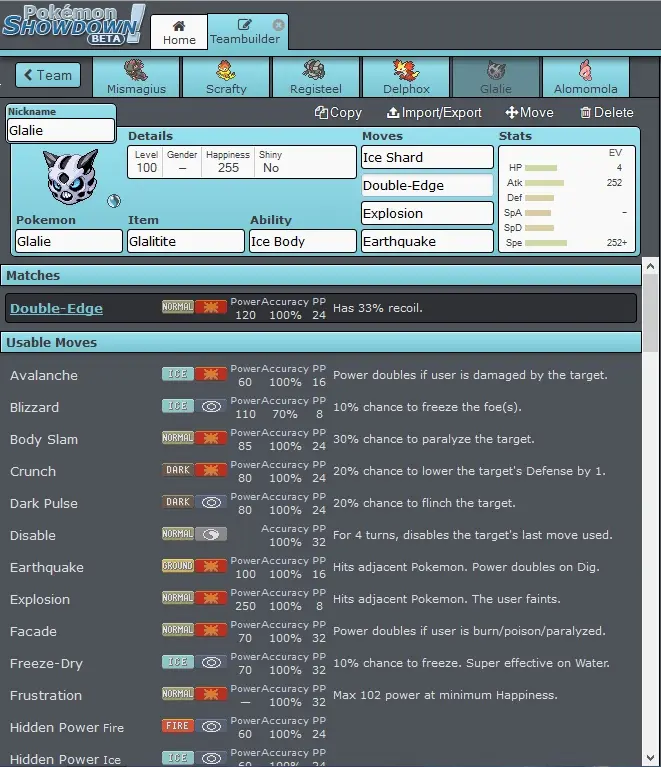 Pokémon
SHOWDOWN!
BETA
Home
Teambuilder
Team
Mismagius
Scrafty
Registeel
Delphox
Glalie
Alomomola
Nickname
Glalie
Copy
Import/Export
Move
Delete
Details
Level Gender Happiness Shiny
100 – 255 No
Pokemon
Glalie
Item
Glalitite
Ability
Ice Body
Moves
Ice Shard
Double-Edge
Explosion
Earthquake
Stats
EV
HP 4
Atk 252
Def
SpA –
SpD
Spe 252+
Matches
Double-Edge NORMAL Power 120 Accuracy 100% PP 24 Has 33% recoil.
Usable Moves
Avalanche ICE Power 60 Accuracy 100% PP 16 Power doubles if user is damaged by the target.
Blizzard ICE Power 110 Accuracy 70% PP 8 10% chance to freeze the foe(s).
Body Slam NORMAL Power 85 Accuracy 100% PP 24 30% chance to paralyze the target.
Crunch DARK Power 80 Accuracy 100% PP 24 20% chance to lower the target's Defense by 1.
Dark Pulse DARK Power 80 Accuracy 100% PP 24 20% chance to flinch the target.
Disable NORMAL Accuracy 100% PP 32 For 4 turns, disables the target's last move used.
Earthquake GROUND Power 100 Accuracy 100% PP 16 Hits adjacent Pokemon. Power doubles on Dig.
Explosion NORMAL Power 250 Accuracy 100% PP 8 Hits adjacent Pokemon. The user faints.
Facade NORMAL Power 70 Accuracy 100% PP 32 Power doubles if user is burn/poison/paralyzed.
Freeze-Dry ICE Power 70 Accuracy 100% PP 32 10% chance to freeze. Super effective on Water.
Frustration NORMAL Power — Accuracy 100% PP 32 Max 102 power at minimum Happiness.
Hidden Power Fire FIRE Power 60 Accuracy 100% PP 24
Hidden Power Ice ICE Power 60 Accuracy 100% PP 24